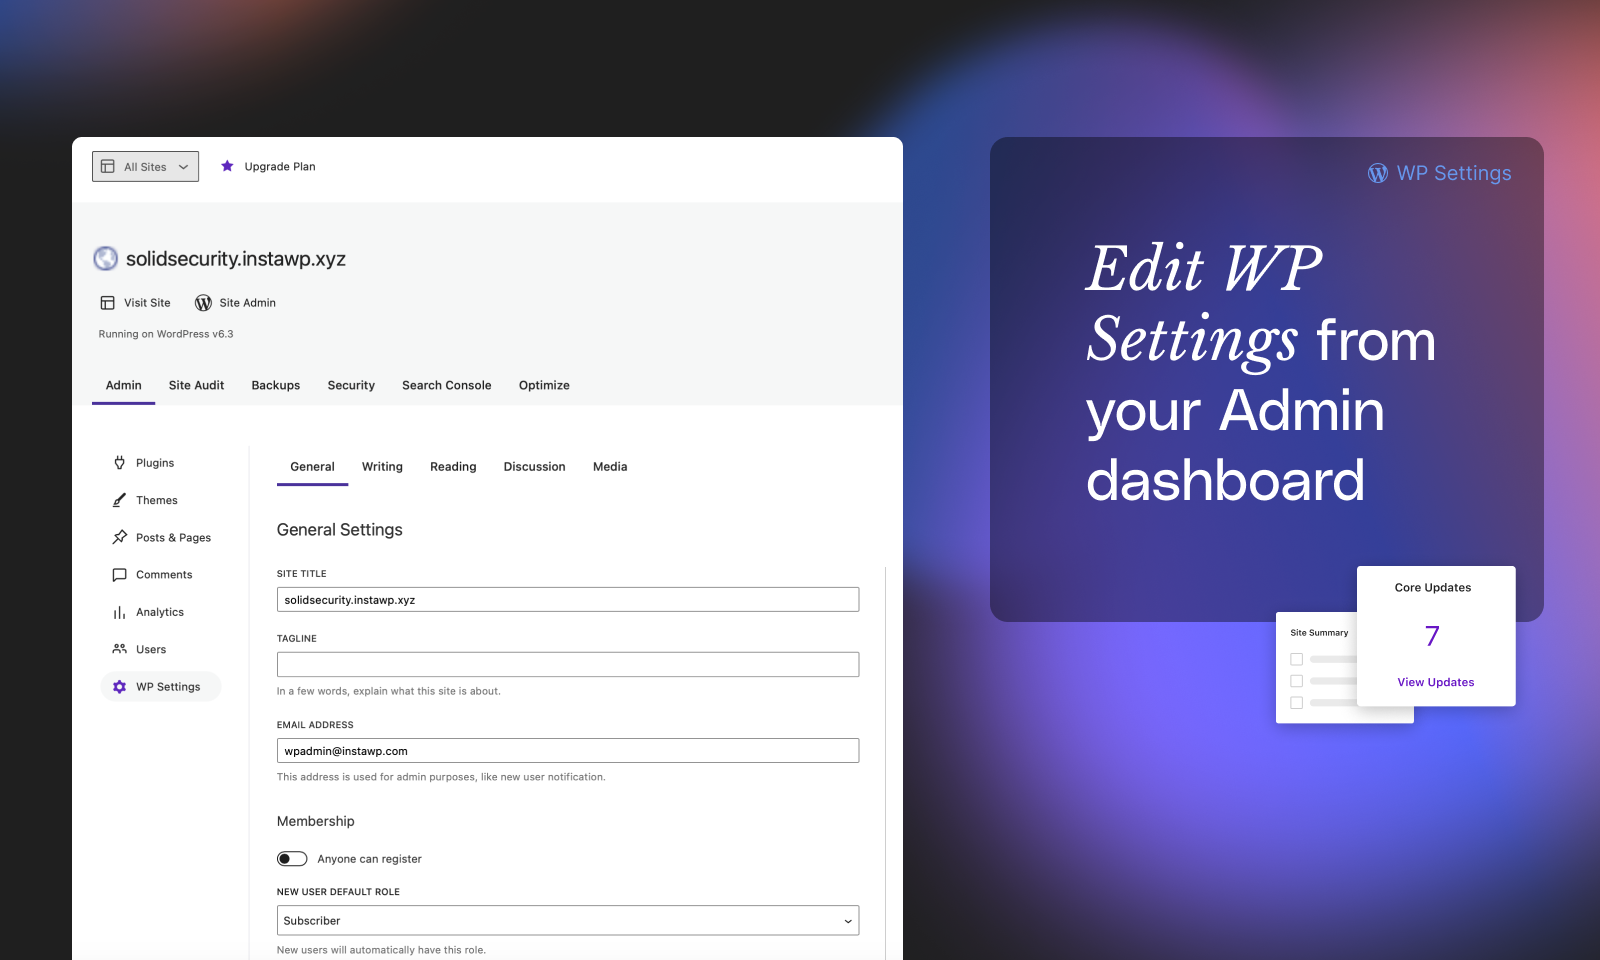 All Sites
Upgrade Plan
solidsecurity.instawp.xyz
Visit Site
Site Admin
Running on WordPress v6.3
Admin
Site Audit
Backups
Security
Search Console
Optimize
Plugins
Themes
Posts & Pages
Comments
Analytics
Users
WP Settings
General
Writing
Reading
Discussion
Media
General Settings
SITE TITLE
solidsecurity.instawp.xyz
TAGLINE
In a few words, explain what this site is about.
EMAIL ADDRESS
wpadmin@instawp.com
This address is used for admin purposes, like new user notification.
Membership
Anyone can register
NEW USER DEFAULT ROLE
Subscriber
New users will automatically have this role.
WP Settings
Edit WP
Settings from
your Admin
dashboard
Site Summary
Core Updates
7
View Updates